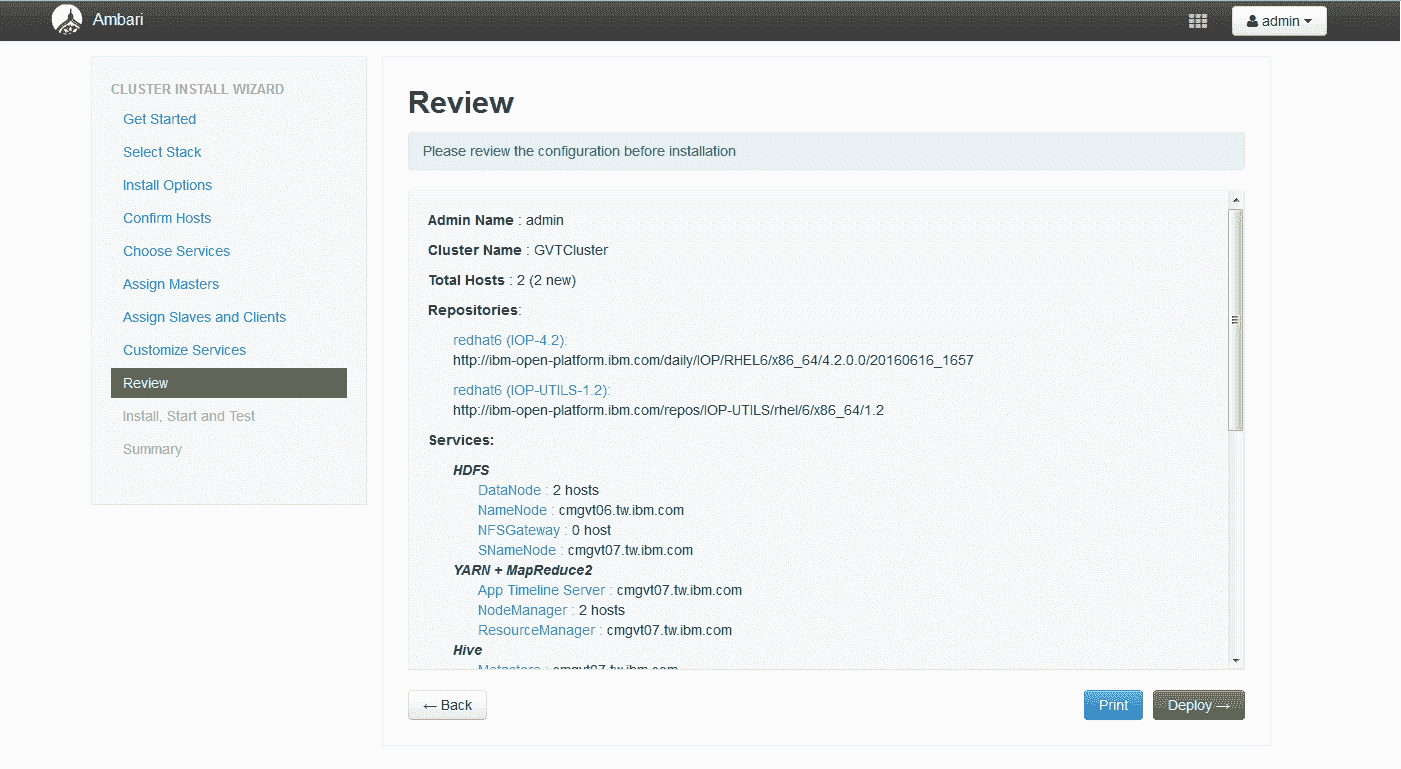 Ambari
admin
CLUSTER INSTALL WIZARD
Get Started
Select Stack
Install Options
Confirm Hosts
Choose Services
Assign Masters
Assign Slaves and Clients
Customize Services
Review
Install, Start and Test
Summary
Review
Please review the configuration before installation
Admin Name : admin
Cluster Name : GVTCluster
Total Hosts : 2 (2 new)
Repositories:
redhat6 (IOP-4.2):
http://ibm-open-platform.ibm.com/daily/IOP/RHEL6/x86_64/4.2.0.0/20160616_1657
redhat6 (IOP-UTILS-1.2):
http://ibm-open-platform.ibm.com/repos/IOP-UTILS/rhel/6/x86_64/1.2
Services:
HDFS
DataNode : 2 hosts
NameNode : cmgvt06.tw.ibm.com
NFSGateway : 0 host
SNameNode : cmgvt07.tw.ibm.com
YARN + MapReduce2
App Timeline Server : cmgvt07.tw.ibm.com
NodeManager : 2 hosts
ResourceManager : cmgvt07.tw.ibm.com
Hive
Metastore : cmgvt07.tw.ibm.com
← Back
Print
Deploy →